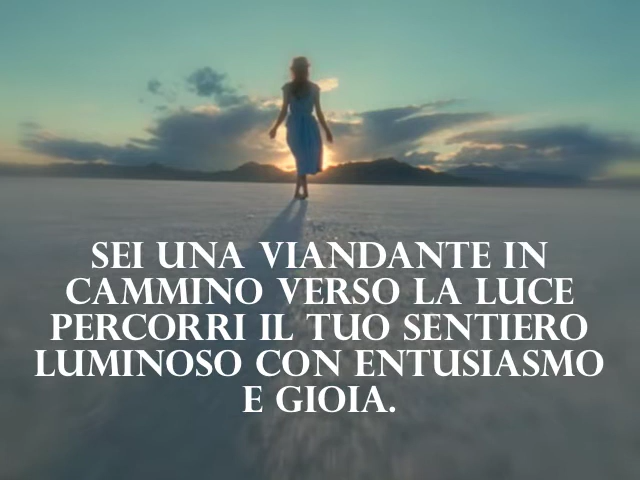 SEI UNA VIANDANTE IN
CAMMINO VERSO LA LUCE
PERCORRI IL TUO SENTIERO
LUMINOSO CON ENTUSIASMO
E GIOIA.